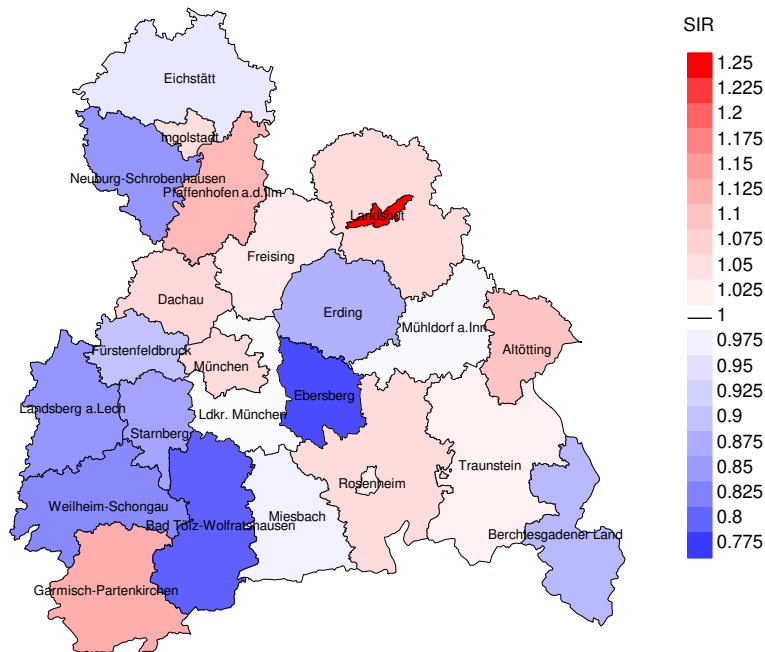 SIR
Eichstätt
Ingolstadt
Neuburg-Schrobenhausen
Pfaffenhofen a.d.Ilm
Landshut
Freising
Dachau
Erding
Mühldorf a.Inn
Fürstenfeldbruck
München
Altötting
Landsberg a.Lech
Ldkr. München
Ebersberg
Starnberg
Traunstein
Rosenheim
Weilheim-Schongau
Miesbach
Bad Tölz-Wolfratshausen
Berchtesgadener Land
Garmisch-Partenkirchen
1.25
1.225
1.2
1.175
1.15
1.125
1.1
1.075
1.05
1.025
1
0.975
0.95
0.925
0.9
0.875
0.85
0.825
0.8
0.775